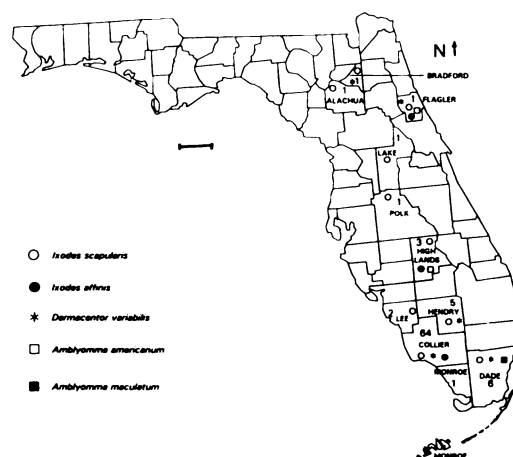 N
BRADFORD
1
1
ALACHUA
1
FLAGLER
1
LAKE
1
POLK
3
HIGH
LANDS
5
HENDRY
2
LEE
64
COLLIER
MONROE
1
DADE
6
MONROE
Ixodes scapularis
Ixodes affinis
Dermacentor variabilis
Amblyomma americanum
Amblyomma maculatum